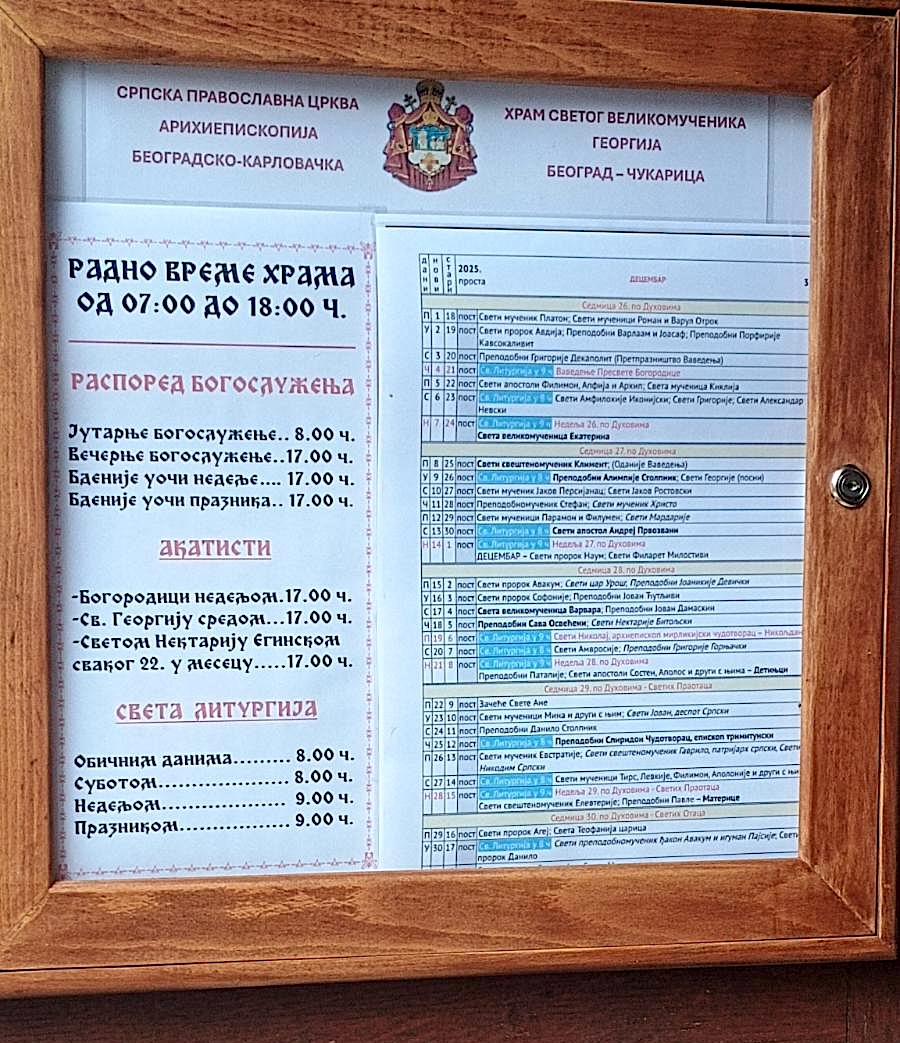 СРПСКА ПРАВОСЛАВНА ЦРКВА
АРХИЕПИСКОПИЈА
БЕОГРАДСКО-КАРЛОВАЧКА
ХРАМ СВЕТОГ ВЕЛИКОМУЧЕНИКА
ГЕОРГИЈА
БЕОГРАД – ЧУКАРИЦА
РАДНО ВРЕМЕ ХРАМА
ОД 07:00 ДО 18:00 Ч.
РАСПОРЕД БОГОСЛУЖЕЊА
Јутарње богослужење.. 8.00 ч.
Вечерње богослужење..17.00 ч.
Бденије уочи недеље.... 17.00 ч.
Бденије уочи празника.. 17.00 ч.
АКАТИСТИ
-Богородици недељом.17.00 ч.
-Св. Георгију средом...17.00 ч.
-Светом Нектарију Егинском
сваког 22. у месецу.....17.00 ч.
СВЕТА ЛИТУРГИЈА
Обичним данима......... 8.00 ч.
Суботом..................... 8.00 ч.
Недељом.................... 9.00 ч.
Празником................. 9.00 ч.
дани нови стари 2025. проста ДЕЦЕМБАР 3
Седмица 26. по Духовима
П 1 18 пост Свети мученик Платон; Свети мученици Роман и Варул Отрок
У 2 19 пост Свети пророк Авдија; Преподобни Варлаам и Јоасаф; Преподобни Порфирије
Кавсокаливит
С 3 20 пост Преподобни Григорије Декаполит (Претпразништво Ваведења)
Ч 4 21 пост Св. Литургија у 9 ч Ваведење Пресвете Богородице
П 5 22 пост Свети апостоли Филимон, Апфија и Архип; Света мученица Кикилија
С 6 23 пост Св. Литургија у 8 ч Свети Амфилохије Иконијски; Свети Григорије; Свети Александар
Невски
Н 7 24 пост Св. Литургија у 9 ч Недеља 26. по Духовима
Света великомученица Екатерина
Седмица 27. по Духовима
П 8 25 пост Свети свештеномученик Климент; (Оданије Ваведења)
У 9 26 пост Св. Литургија у 8 ч Преподобни Алимпије Столпник; Свети Георгије (посни)
С 10 27 пост Свети мученик Јаков Персијанац; Свети Јаков Ростовски
Ч 11 28 пост Преподобномученик Стефан; Свети мученик Христо
П 12 29 пост Свети мученици Парамон и Филумен; Свети Мардарије
С 13 30 пост Св. Литургија у 8 ч Свети апостол Андреј Првозвани
Н 14 1 пост Св. Литургија у 9 ч Недеља 27. по Духовима
ДЕЦЕМБАР – Свети пророк Наум; Свети Филарет Милостиви
Седмица 28. по Духовима
П 15 2 пост Свети пророк Авакум; Свети цар Урош; Преподобни Јоаникије Девички
У 16 3 пост Свети пророк Софоније; Преподобни Јован Ћутљиви
С 17 4 пост Света великомученица Варвара; Преподобни Јован Дамаскин
Ч 18 5 пост Преподобни Сава Освећени; Свети Нектарије Битољски
П 19 6 пост Св. Литургија у 9 ч Свети Николај, архиепископ мирликијски чудотворац – Никољдан
С 20 7 пост Св. Литургија у 8 ч Свети Амвросије; Преподобни Григорије Горњачки
Н 21 8 пост Св. Литургија у 9 ч Недеља 28. по Духовима
Преподобни Патапије; Свети апостоли Состен, Аполос и други с њима – Детињци
Седмица 29. по Духовима - Светих Праотаца
П 22 9 пост Зачеће Свете Ане
У 23 10 пост Свети мученици Мина и други с њим; Свети Јован, деспот Српски
С 24 11 пост Преподобни Данило Столпник
Ч 25 12 пост Св. Литургија у 8 ч Преподобни Спиридон Чудотворац, епископ тримитунски
П 26 13 пост Свети мученик Евстратије; Свети свештеномученик Гаврило, патријарх српски, Свети
Никодим Српски
С 27 14 пост Св. Литургија у 8 ч Свети мученици Тирс, Левкије, Филимон, Аполоније и други с њи
Н 28 15 пост Св. Литургија у 9 ч Недеља 29. по Духовима - Светих Праотаца
Свети свештеномученик Елевтерије; Преподобни Павле – Материце
Седмица 30. по Духовима - Светих Отаца
П 29 16 пост Свети пророк Агеј; Света Теофанија царица
У 30 17 пост Св. Литургија у 8 ч Свети преподобномученик ђакон Авакум и игуман Пајсије; Свети
пророк Данило